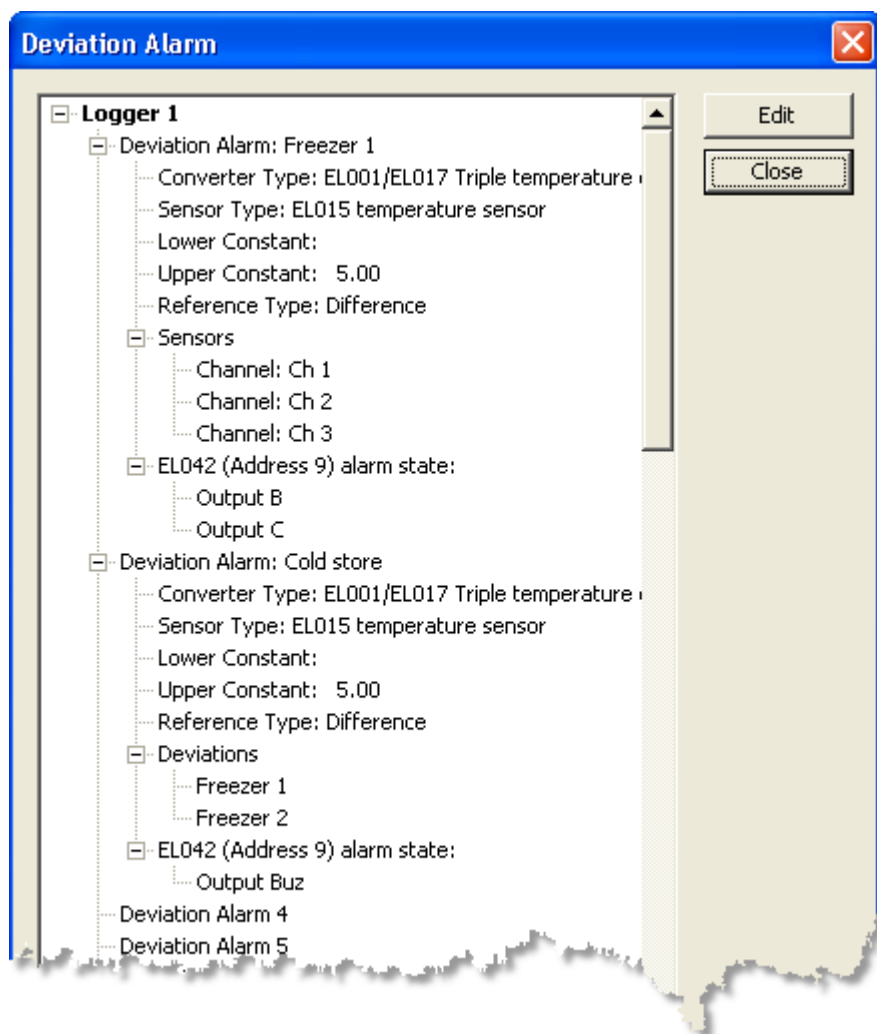 Deviation Alarm
Logger 1
Deviation Alarm: Freezer 1
Converter Type: EL001/EL017 Triple temperature
Sensor Type: EL015 temperature sensor
Lower Constant:
Upper Constant: 5.00
Reference Type: Difference
Sensors
Channel: Ch 1
Channel: Ch 2
Channel: Ch 3
EL042 (Address 9) alarm state:
Output B
Output C
Deviation Alarm: Cold store
Converter Type: EL001/EL017 Triple temperature
Sensor Type: EL015 temperature sensor
Lower Constant:
Upper Constant: 5.00
Reference Type: Difference
Deviations
Freezer 1
Freezer 2
EL042 (Address 9) alarm state:
Output Buz
Deviation Alarm 4
Deviation Alarm 5
Edit
Close